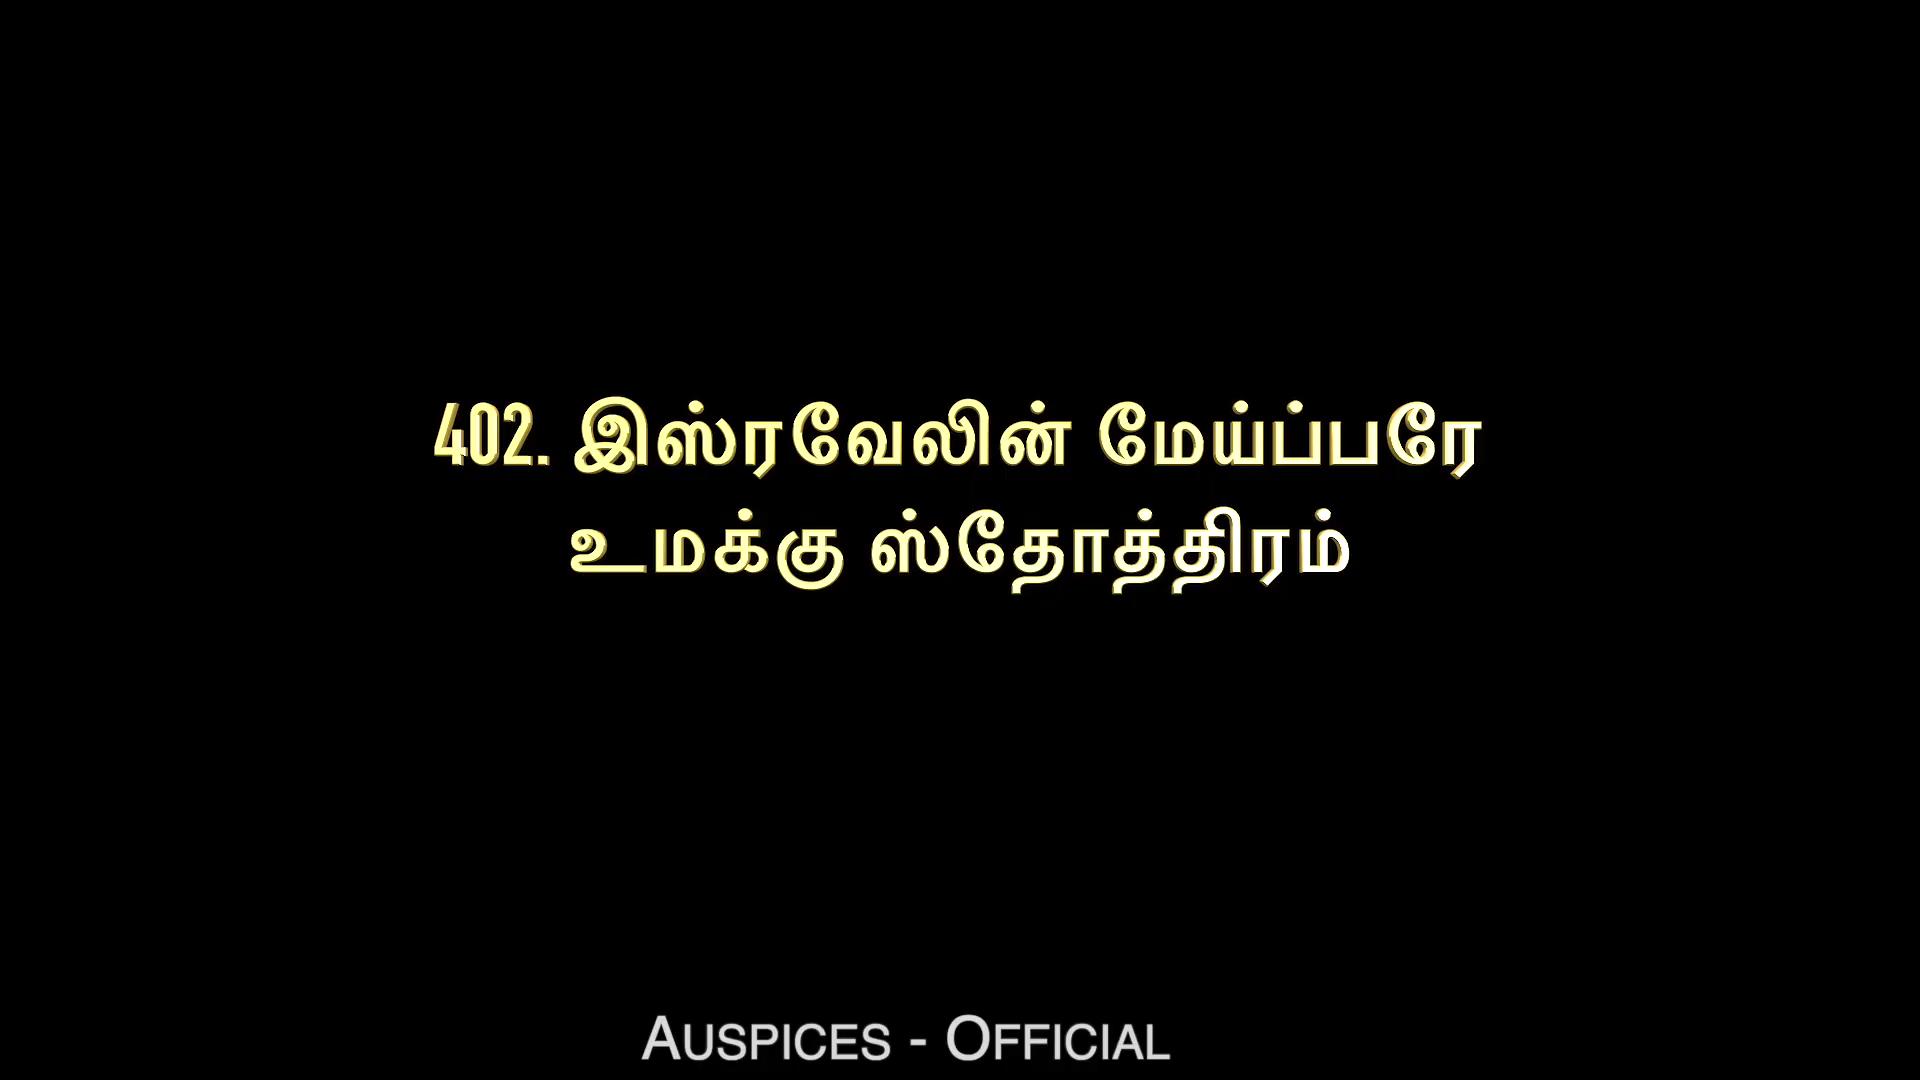 402. இஸ்ரவேலின் மேய்ப்பரே
உமக்கு ஸ்தோத்திரம்
Auspices - Official